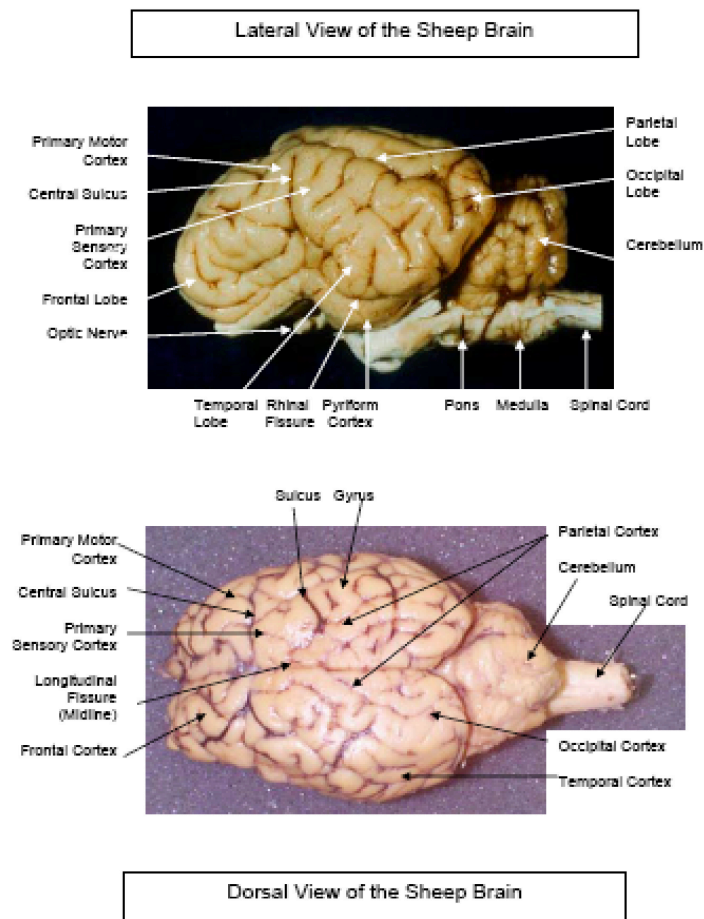 Lateral View of the Sheep Brain
Primary Motor
Cortex
Central Sulcus
Primary
Sensory
Cortex
Frontal Lobe
Optic Nerve
Parietal
Lobe
Occipital
Lobe
Cerebellum
Temporal
Lobe
Rhinal
Fissure
Pyriform
Cortex
Pons
Medulla
Spinal Cord
Sulcus
Gyrus
Primary Motor
Cortex
Central Sulcus
Primary
Sensory Cortex
Longitudinal
Fissure
(Midline)
Frontal Cortex
Parietal Cortex
Cerebellum
Spinal Cord
Occipital Cortex
Temporal Cortex
Dorsal View of the Sheep Brain